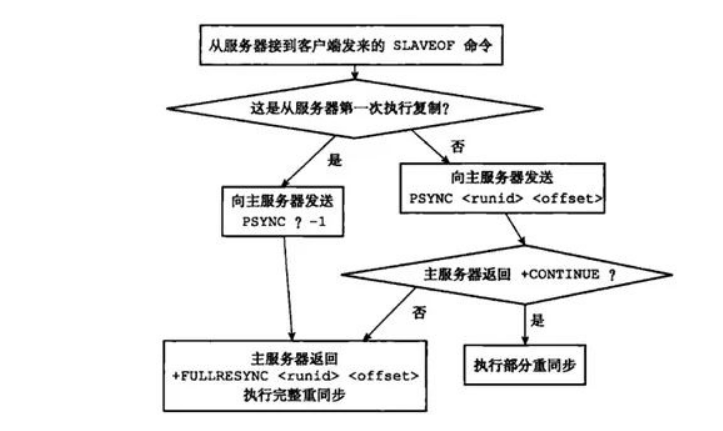 从服务器接到客户端发来的 SLAVEOF 命令
这是从服务器第一次执行复制?
是
否
向主服务器发送
PSYNC ? -1
向主服务器发送
PSYNC <runid> <offset>
主服务器返回 +CONTINUE ?
否
是
主服务器返回
+FULLRESYNC <runid> <offset>
执行完整重同步
执行部分重同步